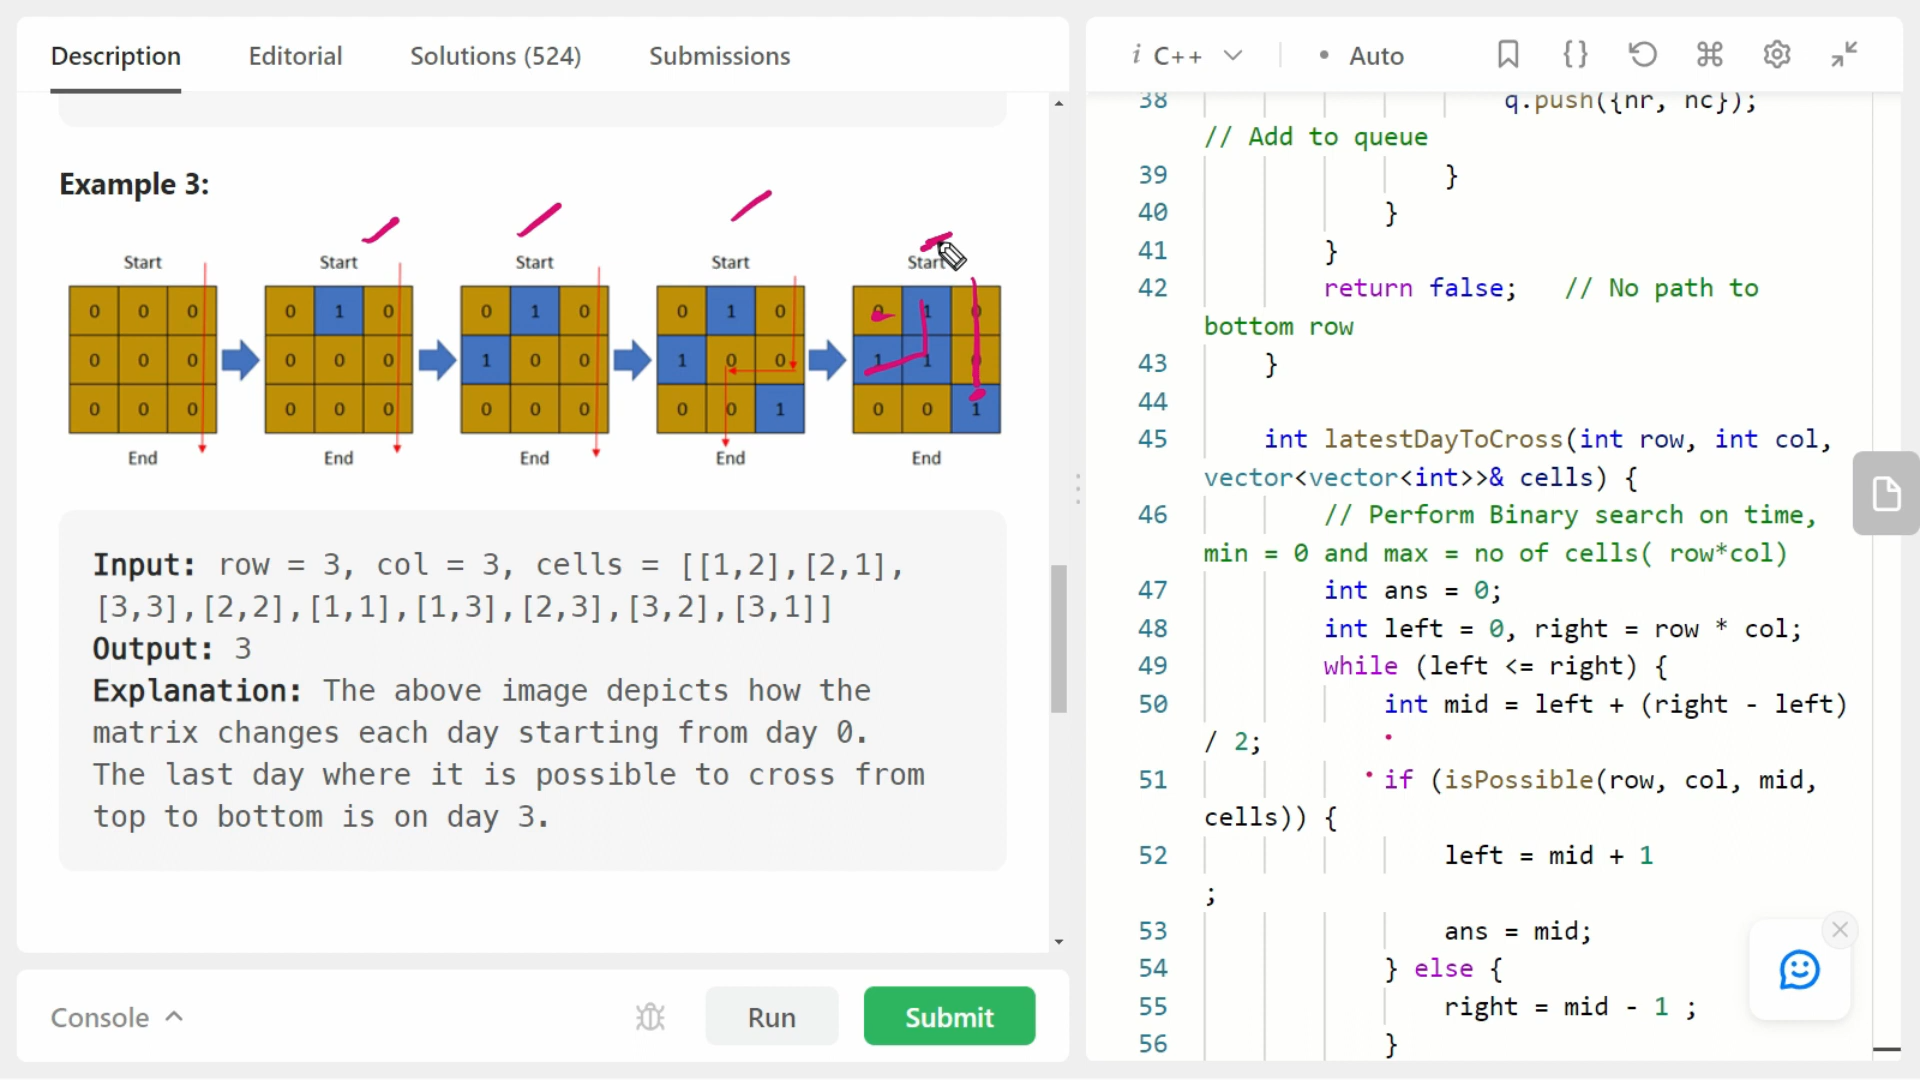 Description Editorial Solutions (524) Submissions
Example 3:
Start Start Start Start Start
0 0 0 0 1 0 0 1 0 0 1 0 0 1 0
0 0 0 0 0 0 1 0 0 1 0 0 1 1 0
0 0 0 0 0 0 0 0 0 0 0 1 0 0 1
End End End End End
Input: row = 3, col = 3, cells = [[1,2],[2,1],
[3,3],[2,2],[1,1],[1,3],[2,3],[3,2],[3,1]]
Output: 3
Explanation: The above image depicts how the
matrix changes each day starting from day 0.
The last day where it is possible to cross from
top to bottom is on day 3.
Console Run Submit
i C++ • Auto
38 q.push({nr, nc});
// Add to queue
39 }
40 }
41 }
42 return false; // No path to
bottom row
43 }
44
45 int latestDayToCross(int row, int col,
vector<vector<int>>& cells) {
46 // Perform Binary search on time,
min = 0 and max = no of cells( row*col)
47 int ans = 0;
48 int left = 0, right = row * col;
49 while (left <= right) {
50 int mid = left + (right - left)
/ 2;
51 if (isPossible(row, col, mid,
cells)) {
52 left = mid + 1
;
53 ans = mid;
54 } else {
55 right = mid - 1 ;
56 }